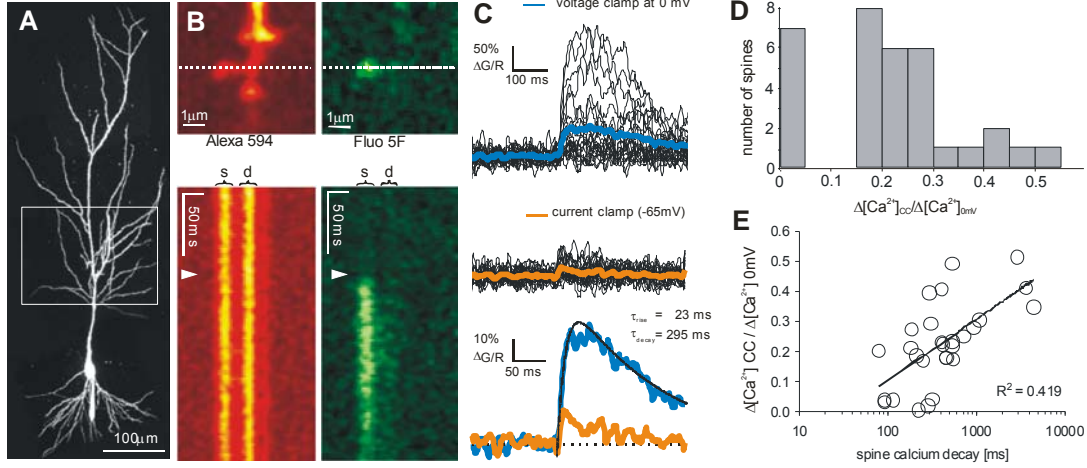 A
100µm
B
1µm
Alexa 594
1µm
Fluo 5F
s d
50ms
s d
50ms
C
voltage clamp at 0 mV
50%
ΔG/R
100 ms
current clamp (-65mV)
τrise = 23 ms
τdecay = 295 ms
10%
ΔG/R
50 ms
D
number of spines
8
6
4
2
0
0 0.1 0.2 0.3 0.4 0.5
Δ[Ca2+]CC/Δ[Ca2+]0mV
E
Δ[Ca2+] CC / Δ[Ca2+] 0mV
0.6
0.5
0.4
0.3
0.2
0.1
0.0
R2 = 0.419
10 100 1000 10000
spine calcium decay [ms]